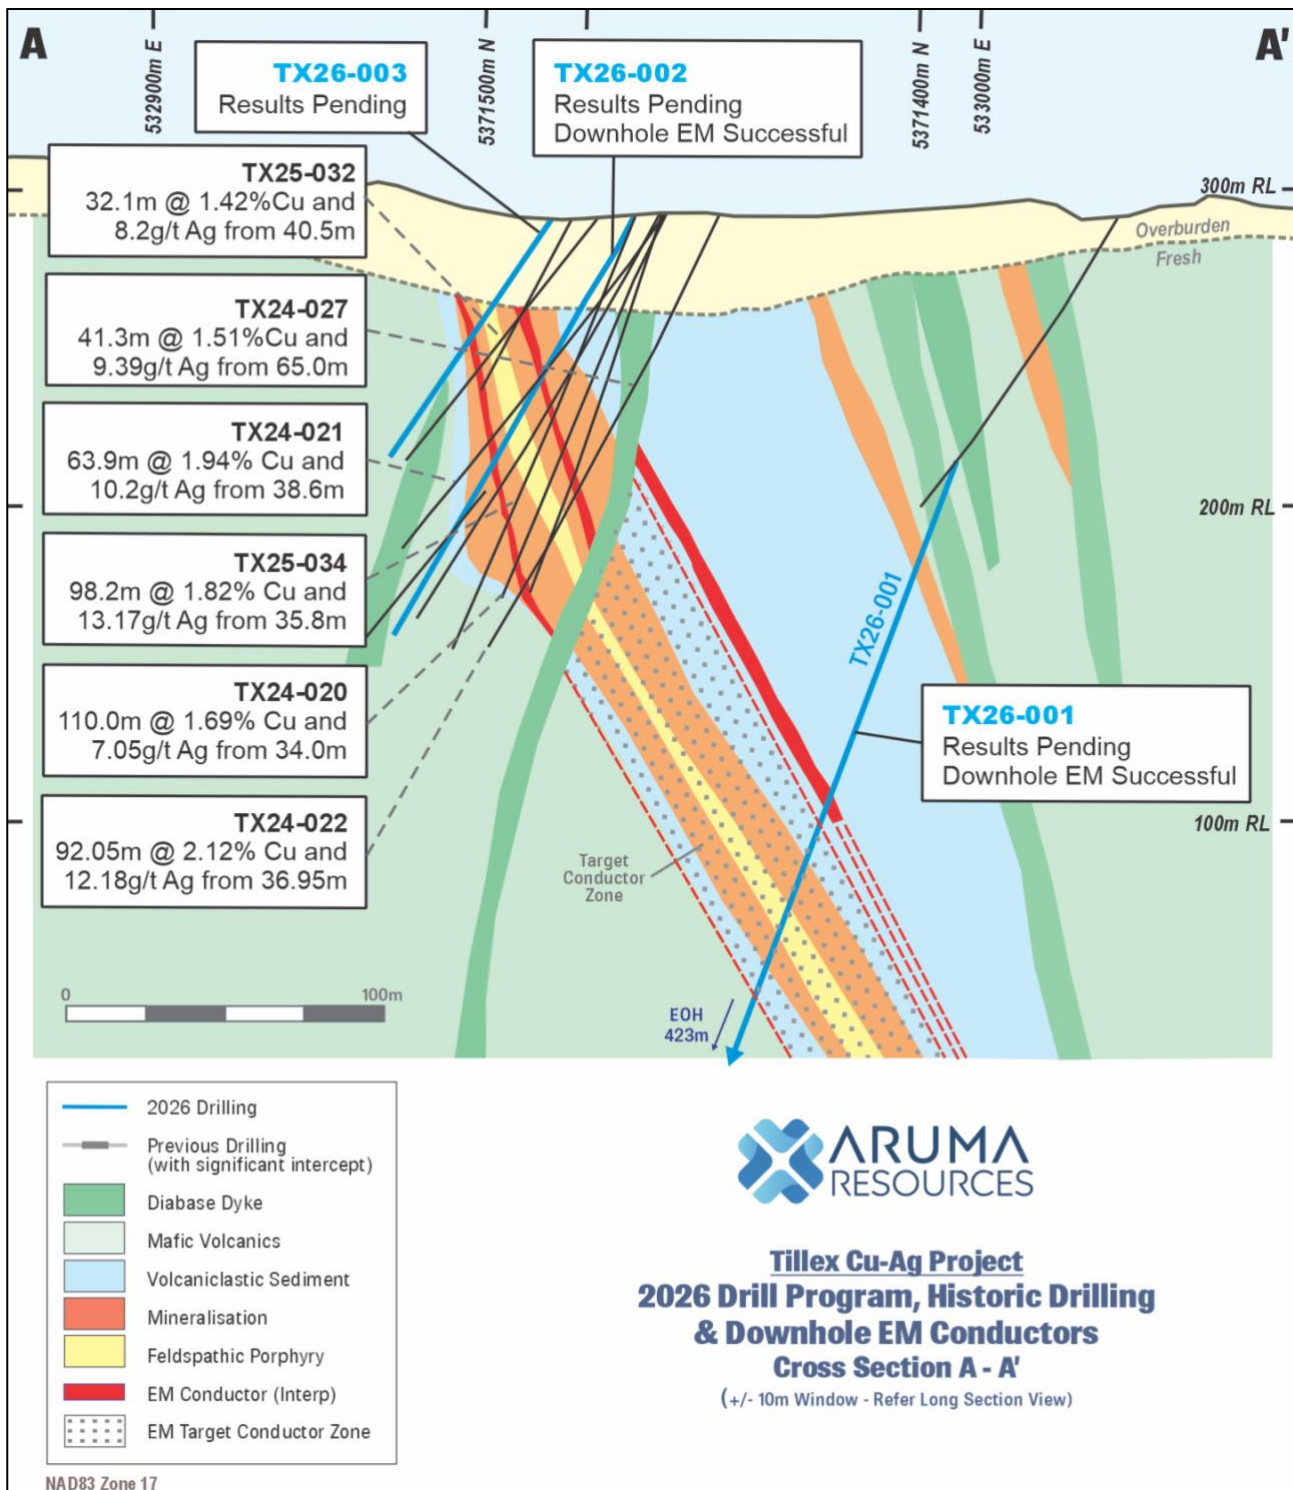 A
A'
532900m E
5371500m N
5371400m N
533000m E
TX26-003
Results Pending
TX26-002
Results Pending
Downhole EM Successful
TX25-032
32.1m @ 1.42%Cu and
8.2g/t Ag from 40.5m
300m RL
Overburden
Fresh
TX24-027
41.3m @ 1.51%Cu and
9.39g/t Ag from 65.0m
TX24-021
63.9m @ 1.94% Cu and
10.2g/t Ag from 38.6m
200m RL
TX25-034
98.2m @ 1.82% Cu and
13.17g/t Ag from 35.8m
TX26-001
TX24-020
110.0m @ 1.69% Cu and
7.05g/t Ag from 34.0m
TX26-001
Results Pending
Downhole EM Successful
TX24-022
92.05m @ 2.12% Cu and
12.18g/t Ag from 36.95m
100m RL
Target
Conductor
Zone
0
100m
EOH
423m
2026 Drilling
Previous Drilling
(with significant intercept)
Diabase Dyke
Mafic Volcanics
Volcaniclastic Sediment
Mineralisation
Feldspathic Porphyry
EM Conductor (Interp)
EM Target Conductor Zone
NAD83 Zone 17
ARUMA
RESOURCES
Tillex Cu-Ag Project
2026 Drill Program, Historic Drilling
& Downhole EM Conductors
Cross Section A - A'
(+/- 10m Window - Refer Long Section View)